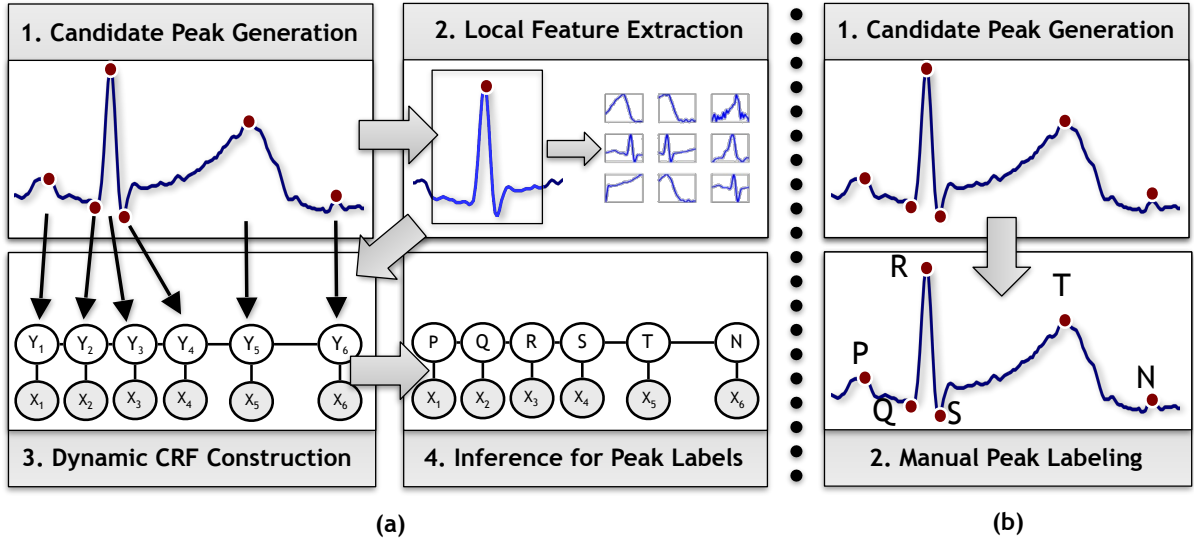 1. Candidate Peak Generation
2. Local Feature Extraction
Y1 Y2 Y3 Y4 Y5 Y6
X1 X2 X3 X4 X5 X6
3. Dynamic CRF Construction
P Q R S T N
X1 X2 X3 X4 X5 X6
4. Inference for Peak Labels
(a)
1. Candidate Peak Generation
R
T
P
N
Q
S
2. Manual Peak Labeling
(b)